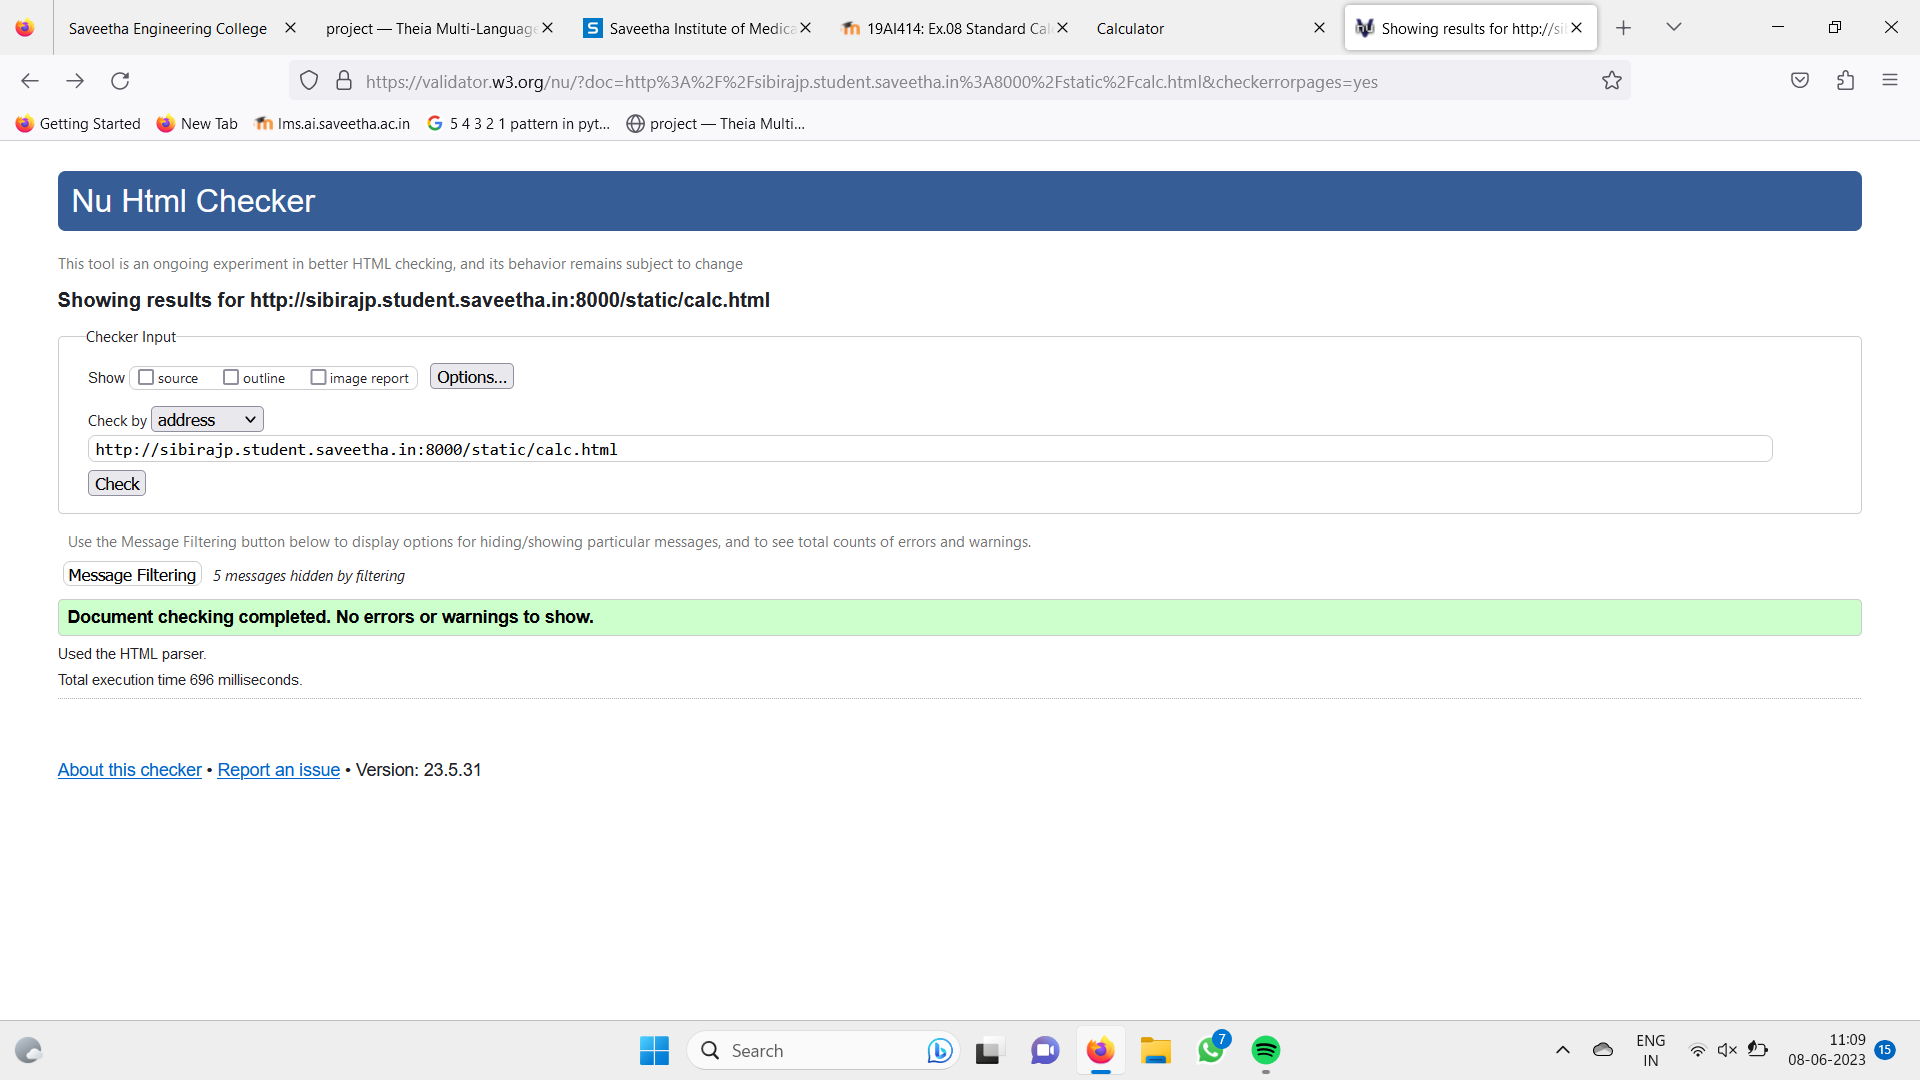 Saveetha Engineering College
project — Theia Multi-Language
Saveetha Institute of Medica
19AI414: Ex.08 Standard Cal
Calculator
Showing results for http://si
https://validator.w3.org/nu/?doc=http%3A%2F%2Fsibirajp.student.saveetha.in%3A8000%2Fstatic%2Fcalc.html&checkerrorpages=yes
Getting Started
New Tab
lms.ai.saveetha.ac.in
5 4 3 2 1 pattern in pyt...
project — Theia Multi...
Nu Html Checker
This tool is an ongoing experiment in better HTML checking, and its behavior remains subject to change
Showing results for http://sibirajp.student.saveetha.in:8000/static/calc.html
Checker Input
Show source outline image report Options...
Check by address
http://sibirajp.student.saveetha.in:8000/static/calc.html
Check
Use the Message Filtering button below to display options for hiding/showing particular messages, and to see total counts of errors and warnings.
Message Filtering 5 messages hidden by filtering
Document checking completed. No errors or warnings to show.
Used the HTML parser.
Total execution time 696 milliseconds.
About this checker • Report an issue • Version: 23.5.31
Search
7
ENG
IN
11:09
08-06-2023
15